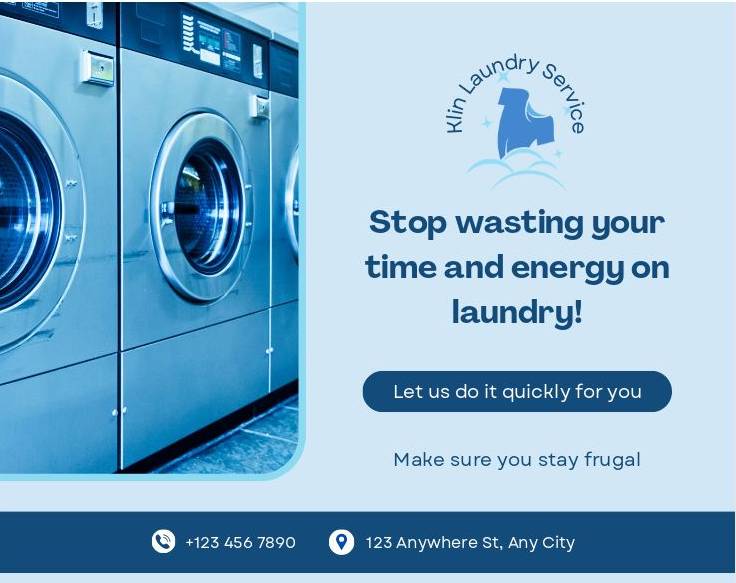 Klin Laundry Service
Stop wasting your
time and energy on
laundry!
Let us do it quickly for you
Make sure you stay frugal
+123 456 7890
123 Anywhere St, Any City